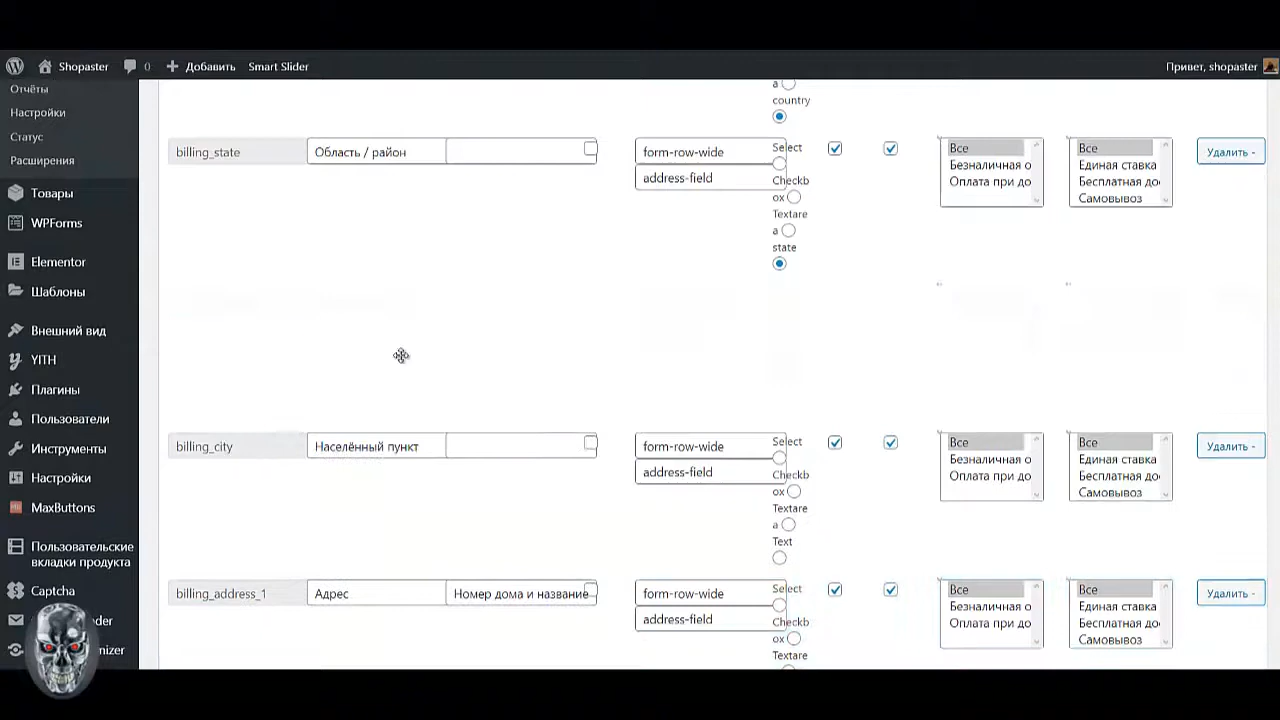 Shopaster
0
Добавить
Smart Slider
Привет, shopaster
Отчёты
Настройки
Статус
Расширения
Товары
WPForms
Elementor
Шаблоны
Внешний вид
YITH
Плагины
Пользователи
Инструменты
Настройки
MaxButtons
Пользовательские
вкладки продукта
Captcha
a
country
billing_state
Область / район
form-row-wide
address-field
Select
Checkb
ox
Textare
a
state
Все
Безналичная о
Оплата при до
Все
Единая ставка
Бесплатная до
Самовывоз
Удалить -
billing_city
Населённый пункт
form-row-wide
address-field
Select
Checkb
ox
Textare
a
Text
Все
Безналичная о
Оплата при до
Все
Единая ставка
Бесплатная до
Самовывоз
Удалить -
billing_address_1
Адрес
Номер дома и название
form-row-wide
address-field
Select
Checkb
ox
Textare
Все
Безналичная о
Оплата при до
Все
Единая ставка
Бесплатная до
Самовывоз
Удалить -